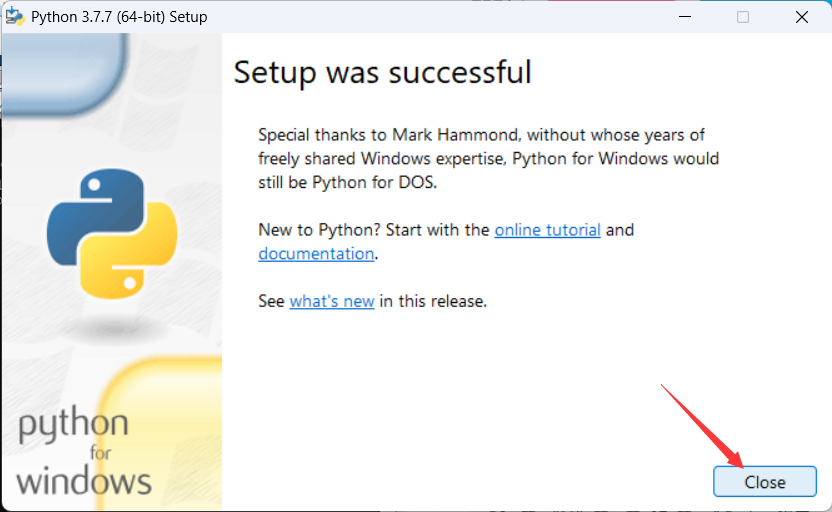 Python 3.7.7 (64-bit) Setup
Setup was successful
Special thanks to Mark Hammond, without whose years of
freely shared Windows expertise, Python for Windows would
still be Python for DOS.
New to Python? Start with the online tutorial and
documentation.
See what's new in this release.
python
for
windows
Close